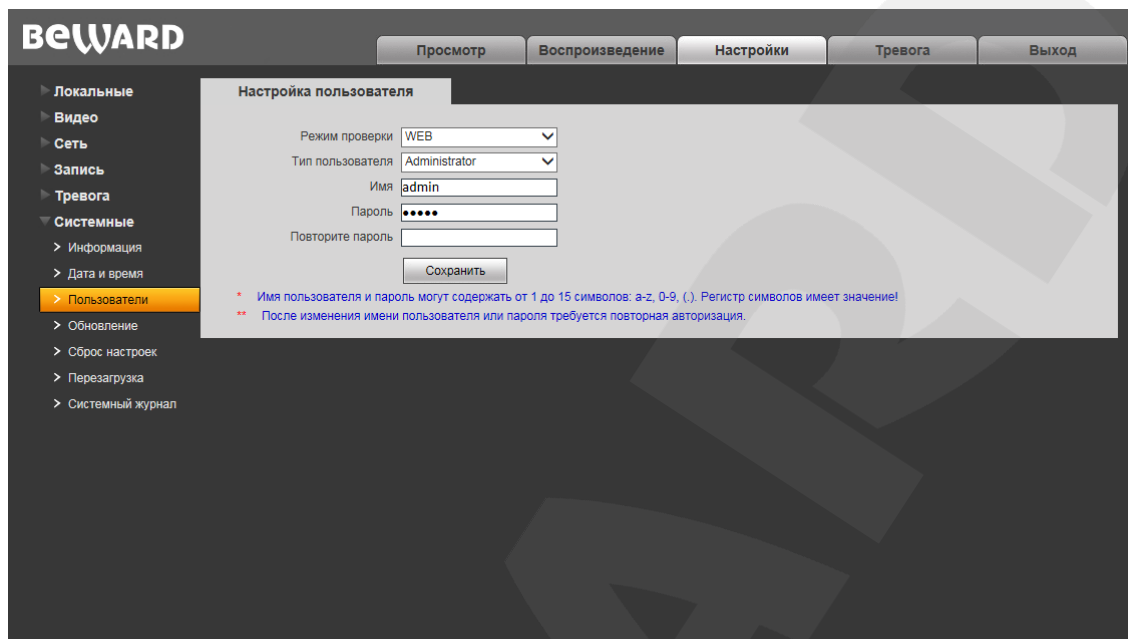 BEWARD
Просмотр Воспроизведение Настройки Тревога Выход
Локальные
Видео
Сеть
Запись
Тревога
Системные
Информация
Дата и время
Пользователи
Обновление
Сброс настроек
Перезагрузка
Системный журнал
Настройка пользователя
Режим проверки WEB
Тип пользователя Administrator
Имя admin
Пароль •••••
Повторите пароль
Сохранить
* Имя пользователя и пароль могут содержать от 1 до 15 символов: a-z, 0-9, (.). Регистр символов имеет значение!
** После изменения имени пользователя или пароля требуется повторная авторизация.